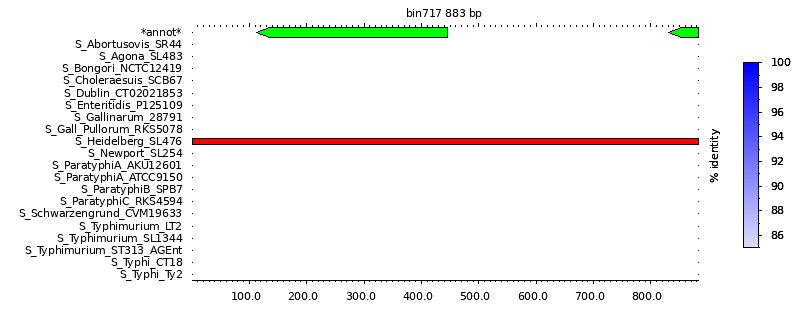 bin717 883 bp
*annot*
S_Abortusovis_SR44
S_Agona_SL483
S_Bongori_NCTC12419
S_Choleraesuis_SCB67
S_Dublin_CT02021853
S_Enteritidis_P125109
S_Gallinarum_28791
S_Gall_Pullorum_RKS5078
S_Heidelberg_SL476
S_Newport_SL254
S_ParatyphiA_AKU12601
S_ParatyphiA_ATCC9150
S_ParatyphiB_SPB7
S_ParatyphiC_RKS4594
S_Schwarzengrund_CVM19633
S_Typhimurium_LT2
S_Typhimurium_SL1344
S_Typhimurium_ST313_AGEnt
S_Typhi_CT18
S_Typhi_Ty2
100.0 200.0 300.0 400.0 500.0 600.0 700.0 800.0
% identity
100
98
96
94
92
90
88
86